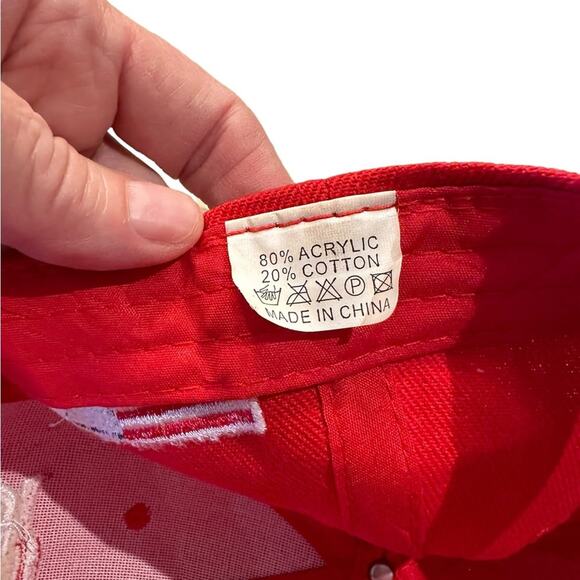 80% ACRYLIC
20% COTTON
P
MADE IN CHINA